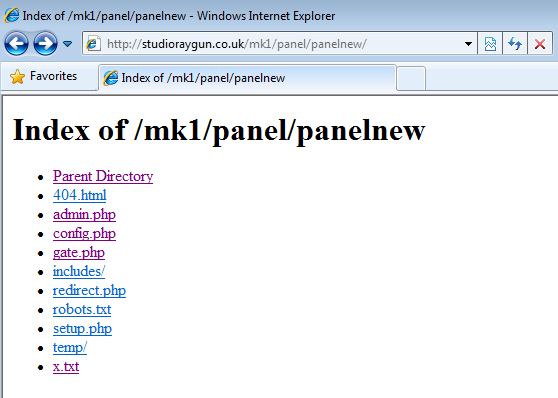 Index of /mk1/panel/panelnew - Windows Internet Explorer
http://studioraygun.co.uk/mk1/panel/panelnew/
Favorites
Index of /mk1/panel/panelnew
Index of /mk1/panel/panelnew
Parent Directory
404.html
admin.php
config.php
gate.php
includes/
redirect.php
robots.txt
setup.php
temp/
x.txt